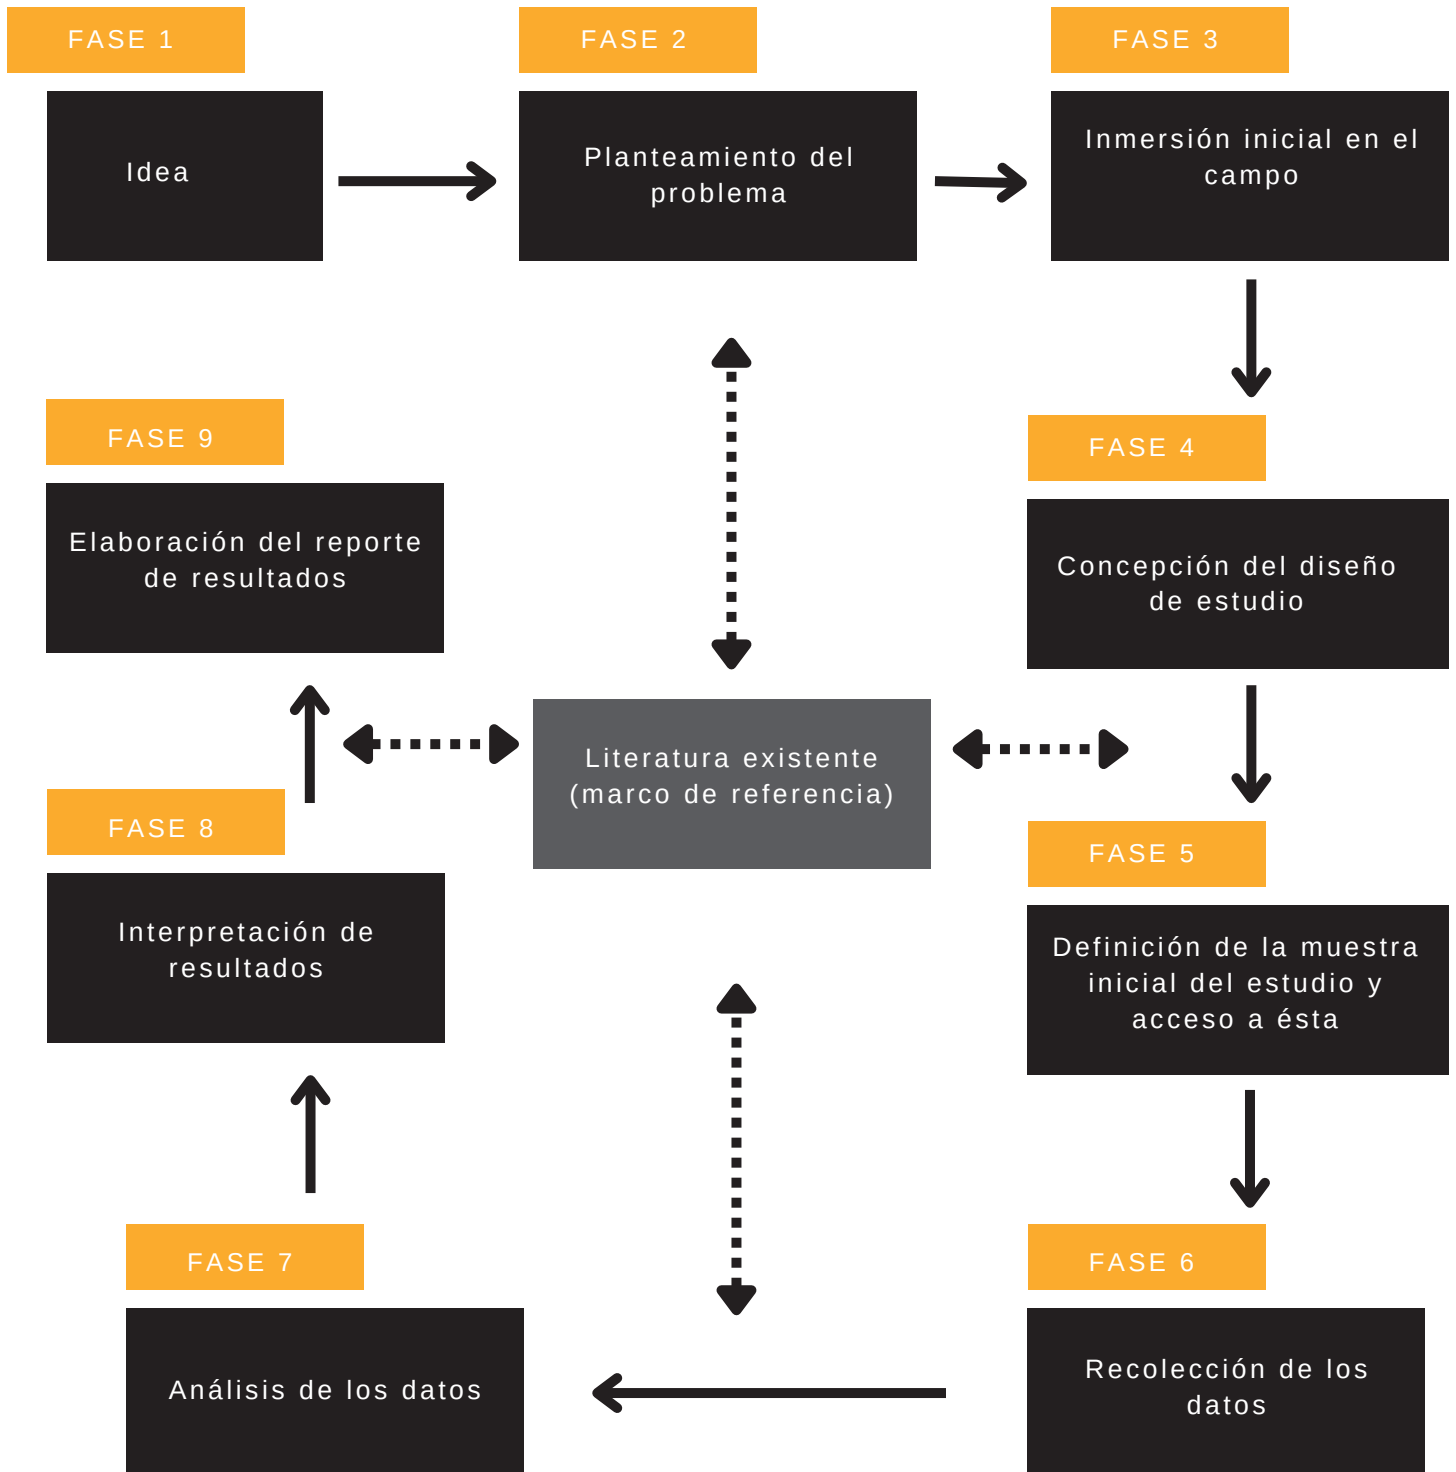 FASE 1
Idea
FASE 2
Planteamiento del
problema
FASE 3
Inmersión inicial en el
campo
FASE 4
Concepción del diseño
de estudio
FASE 5
Definición de la muestra
inicial del estudio y
acceso a ésta
FASE 6
Recolección de los
datos
FASE 7
Análisis de los datos
FASE 8
Interpretación de
resultados
FASE 9
Elaboración del reporte
de resultados
Literatura existente
(marco de referencia)